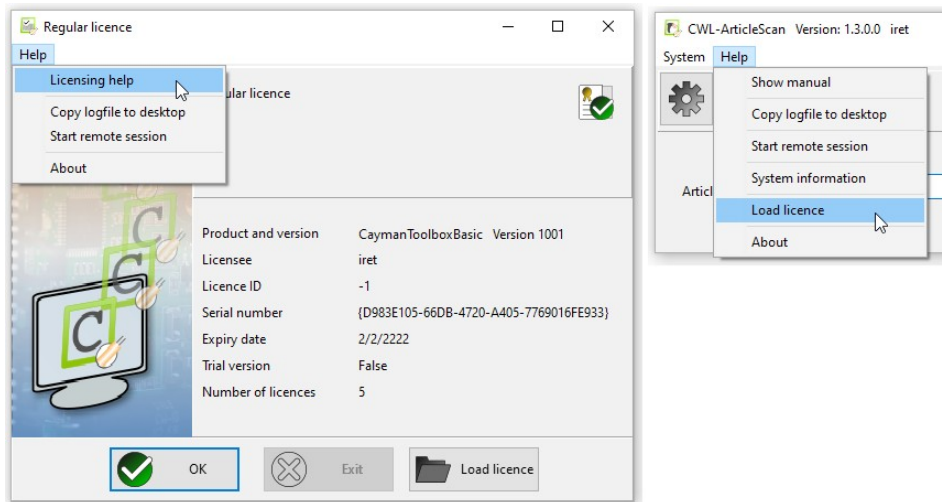 Regular licence
Help
Licensing help
Copy logfile to desktop
Start remote session
About
ular licence
C
C
C
Product and version CaymanToolboxBasic Version 1001
Licensee iret
Licence ID -1
Serial number {D983E105-66DB-4720-A405-7769016FE933}
Expiry date 2/2/2222
Trial version False
Number of licences 5
OK Exit Load licence
CWL-ArticleScan Version: 1.3.0.0 iret
System Help
Show manual
Copy logfile to desktop
Start remote session
System information
Articl
Load licence
About